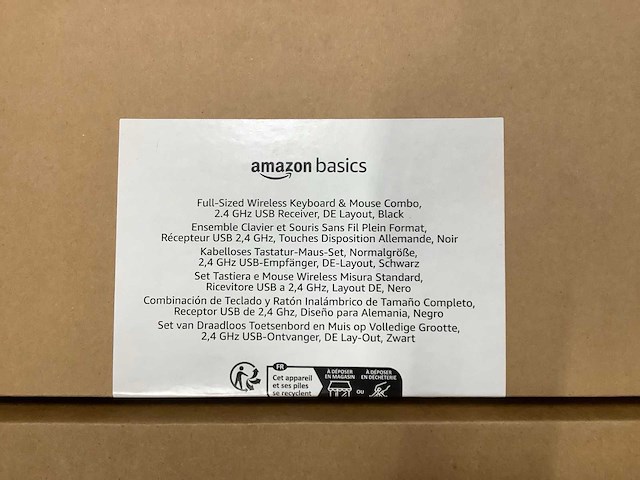 amazon basics
Full-Sized Wireless Keyboard & Mouse Combo,
2.4 GHz USB Receiver, DE Layout, Black
Ensemble Clavier et Souris Sans Fil Plein Format,
Récepteur USB 2,4 GHz, Touches Disposition Allemande, Noir
Kabelloses Tastatur-Maus-Set, Normalgröße,
2,4 GHz USB-Empfänger, DE-Layout, Schwarz
Set Tastiera e Mouse Wireless Misura Standard,
Ricevitore USB a 2,4 GHz, Layout DE, Nero
Combinación de Teclado y Ratón Inalámbrico de Tamaño Completo,
Receptor USB de 2,4 Ghz, Diseño para Alemania, Negro
Set van Draadloos Toetsenbord en Muis op Volledige Grootte,
2,4 GHz USB-Ontvanger, DE Lay-Out, Zwart
FR
Cet appareil
et ses piles
se recyclent
À DÉPOSER
EN MAGASIN
OU
À DÉPOSER
EN DÉCHÈTERIE